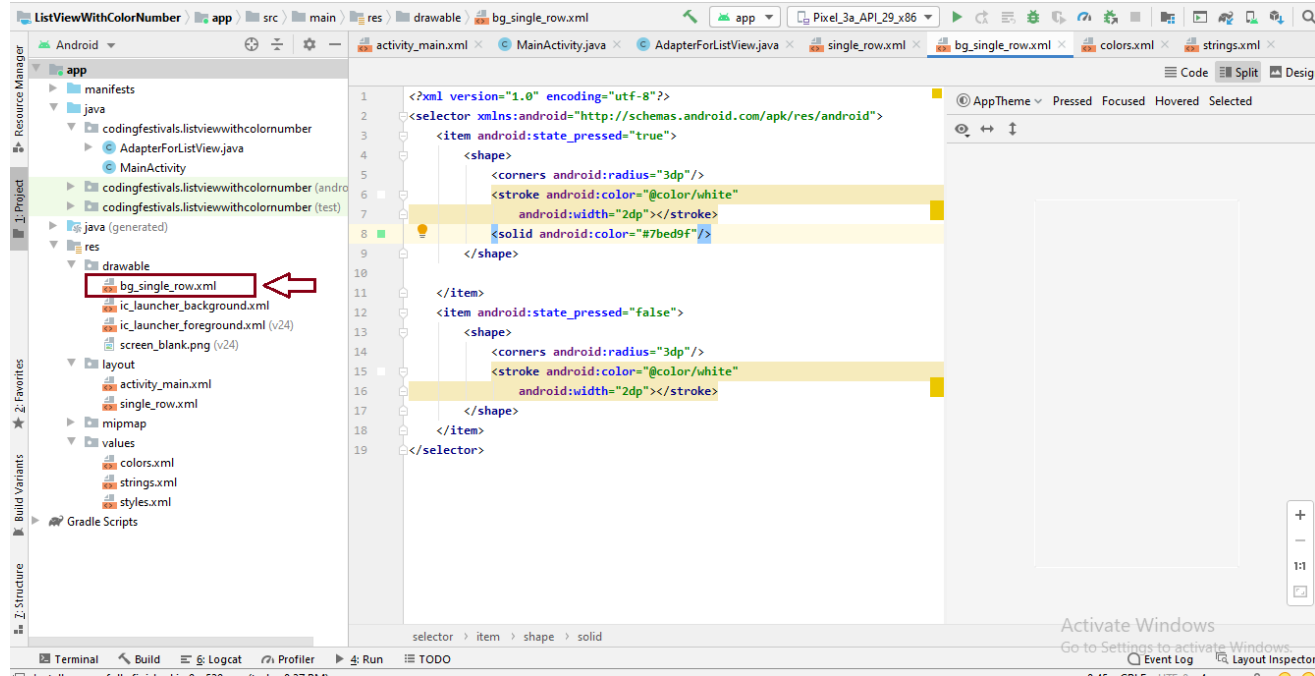 ListViewWithColorNumber app src main res drawable bg_single_row.xml app Pixel_3a_API_29_x86
Android activity_main.xml MainActivity.java AdapterForListView.java single_row.xml bg_single_row.xml colors.xml strings.xml
Code Split Desig
AppTheme Pressed Focused Hovered Selected
Resource Manager
1: Project
2: Favorites
Build Variants
Z: Structure
app
manifests
java
codingfestivals.listviewwithcolornumber
AdapterForListView.java
MainActivity
codingfestivals.listviewwithcolornumber (andro
codingfestivals.listviewwithcolornumber (test)
java (generated)
res
drawable
bg_single_row.xml
ic_launcher_background.xml
ic_launcher_foreground.xml (v24)
screen_blank.png (v24)
layout
activity_main.xml
single_row.xml
mipmap
values
colors.xml
strings.xml
styles.xml
Gradle Scripts
1 <?xml version="1.0" encoding="utf-8"?>
2 <selector xmlns:android="http://schemas.android.com/apk/res/android">
3 <item android:state_pressed="true">
4 <shape>
5 <corners android:radius="3dp"/>
6 <stroke android:color="@color/white"
7 android:width="2dp"></stroke>
8 <solid android:color="#7bed9f"/>
9 </shape>
10
11 </item>
12 <item android:state_pressed="false">
13 <shape>
14 <corners android:radius="3dp"/>
15 <stroke android:color="@color/white"
16 android:width="2dp"></stroke>
17 </shape>
18 </item>
19 </selector>
1:1
selector > item > shape > solid
Activate Windows
Go to Settings to activate Windows.
Terminal Build 6: Logcat Profiler 4: Run TODO Event Log Layout Inspector